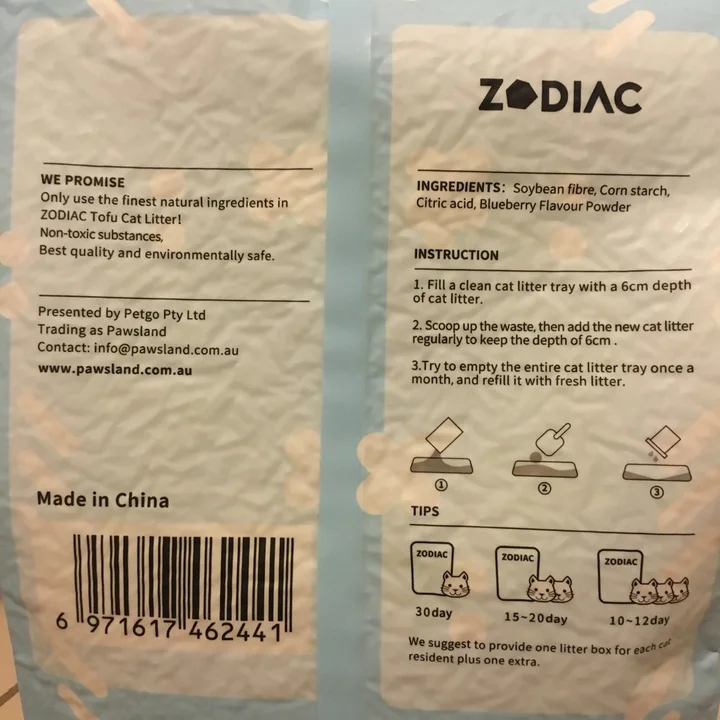 WE PROMISE
Only use the finest natural ingredients in
ZODIAC Tofu Cat Litter!
Non-toxic substances,
Best quality and environmentally safe.
Presented by Petgo Pty Ltd
Trading as Pawsland
Contact: info@pawsland.com.au
www.pawsland.com.au
Made in China
6 971617 462441
ZODIAC
INGREDIENTS: Soybean fibre, Corn starch,
Citric acid, Blueberry Flavour Powder
INSTRUCTION
1. Fill a clean cat litter tray with a 6cm depth
of cat litter.
2. Scoop up the waste, then add the new cat litter
regularly to keep the depth of 6cm .
3.Try to empty the entire cat litter tray once a
month, and refill it with fresh litter.
1 2 3
TIPS
ZODIAC ZODIAC ZODIAC
30day 15~20day 10~12day
We suggest to provide one litter box for each cat
resident plus one extra.